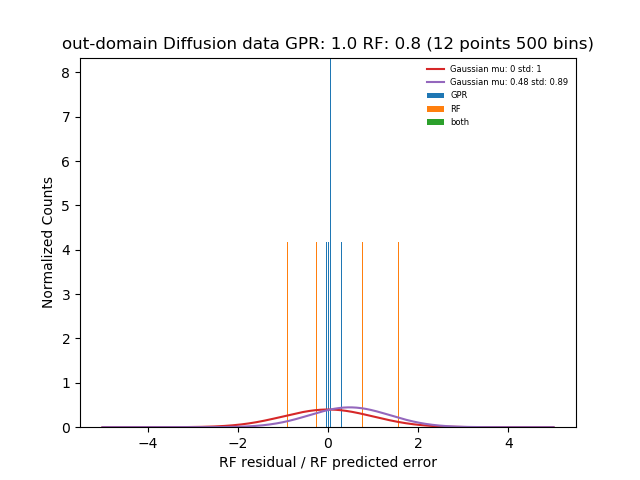 out-domain Diffusion data GPR: 1.0 RF: 0.8 (12 points 500 bins)
Gaussian mu: 0 std: 1
Gaussian mu: 0.48 std: 0.89
GPR
RF
both
Normalized Counts
8
7
6
5
4
3
2
1
0
−4 −2 0 2 4
RF residual / RF predicted error